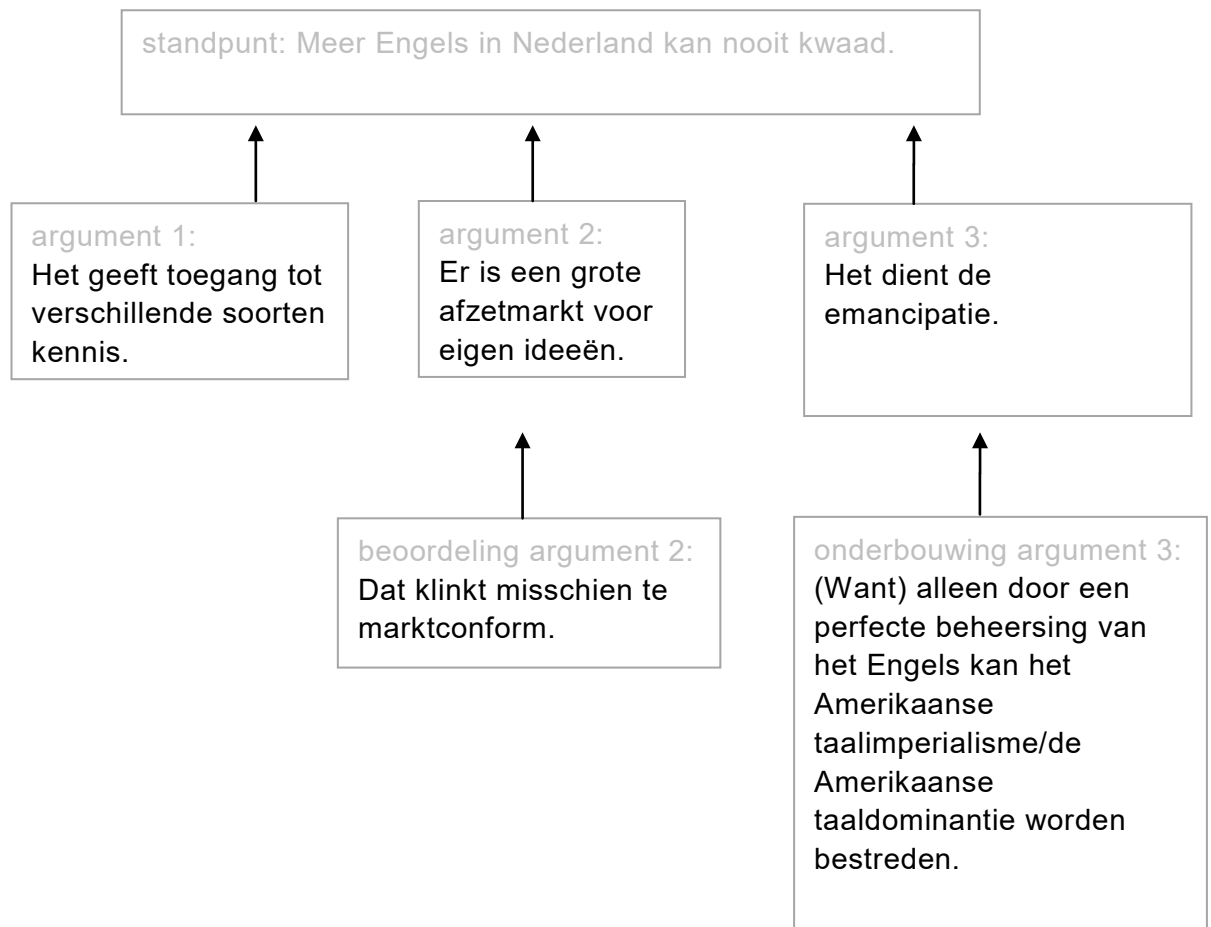 standpunt: Meer Engels in Nederland kan nooit kwaad.
argument 1:
Het geeft toegang tot
verschillende soorten
kennis.
argument 2:
Er is een grote
afzetmarkt voor
eigen ideeën.
argument 3:
Het dient de
emancipatie.
beoordeling argument 2:
Dat klinkt misschien te
marktconform.
onderbouwing argument 3:
(Want) alleen door een
perfecte beheersing van
het Engels kan het
Amerikaanse
taalimperialisme/de
Amerikaanse
taaldominantie worden
bestreden.